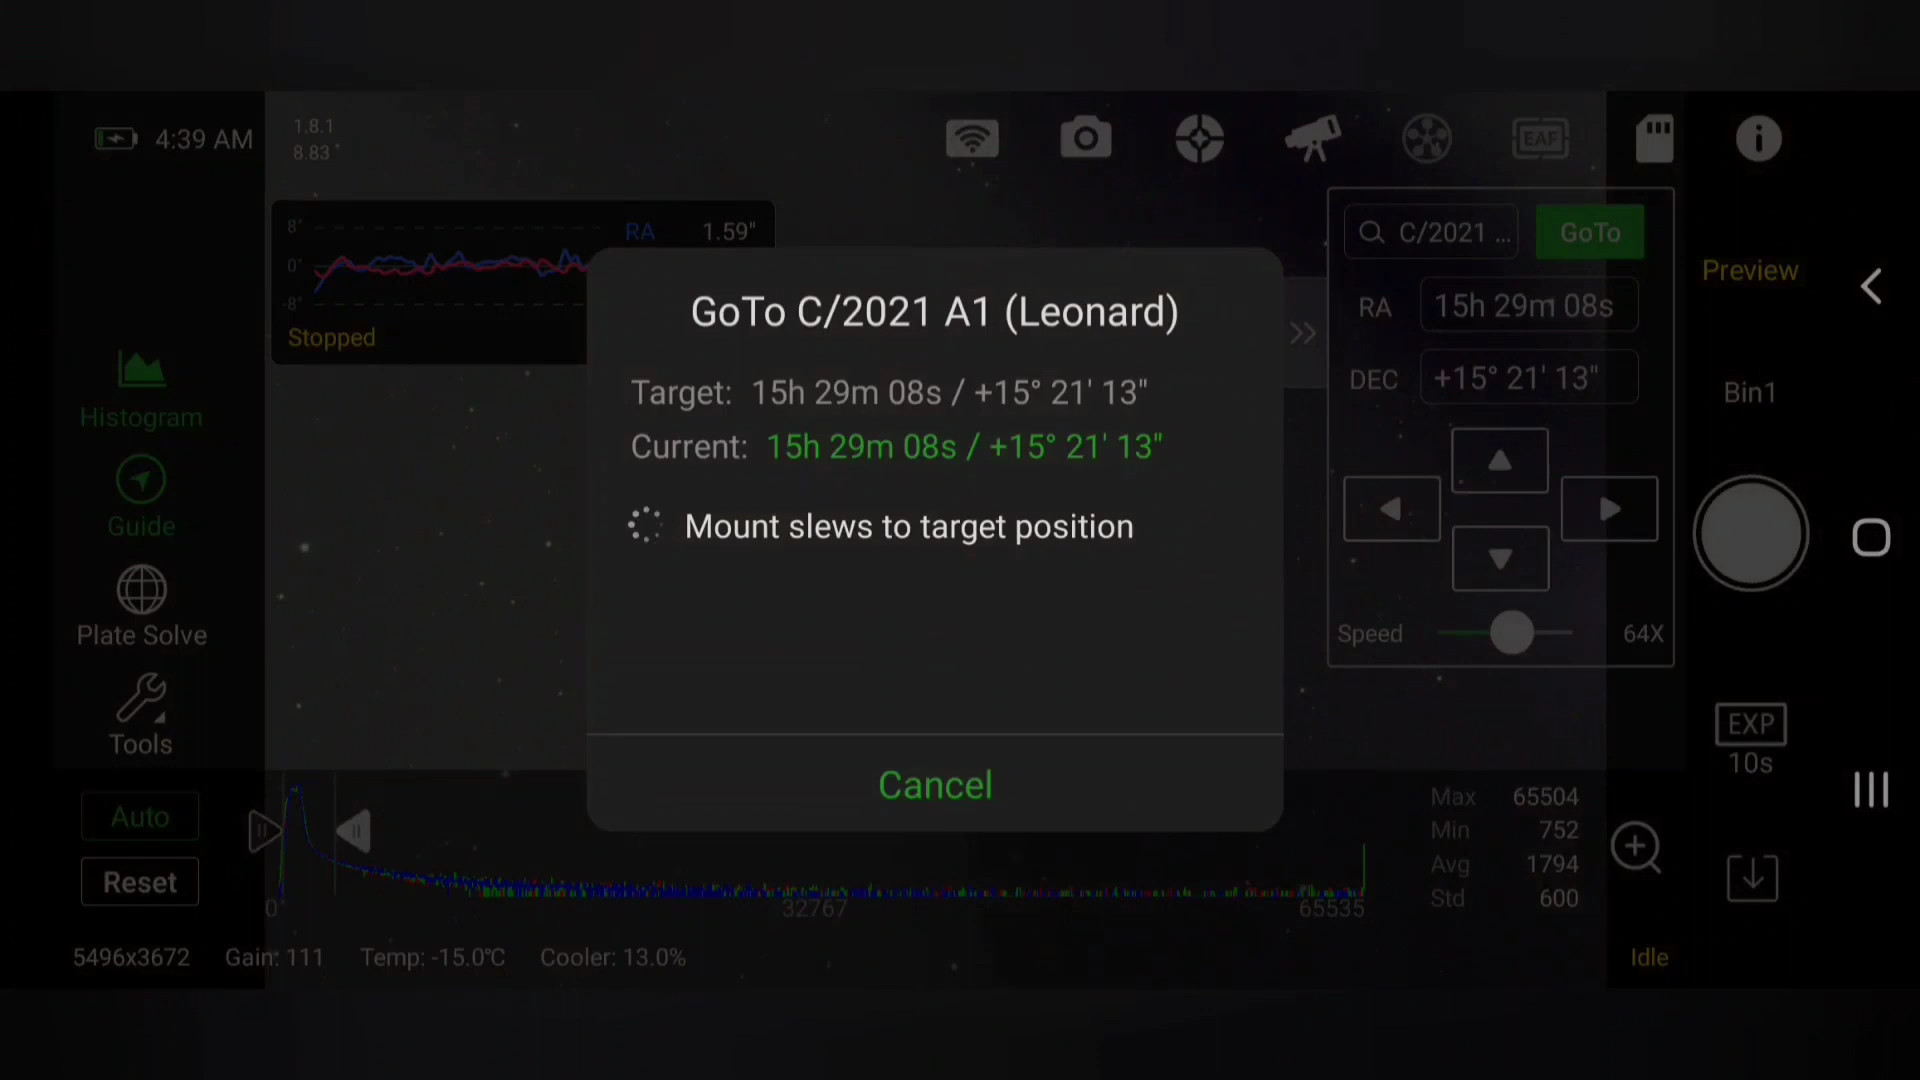 4:39 AM
1.8.1
8.83 "
EAF
8"
0"
-8"
RA 1.59"
Stopped
C/2021 ...
GoTo
RA 15h 29m 08s
DEC +15° 21' 13"
Speed 64X
Preview
Bin1
EXP
10s
Histogram
Guide
Plate Solve
Tools
GoTo C/2021 A1 (Leonard)
Target: 15h 29m 08s / +15° 21' 13"
Current: 15h 29m 08s / +15° 21' 13"
Mount slews to target position
Cancel
Auto
Reset
0 32767 65535
Max 65504
Min 752
Avg 1794
Std 600
5496x3672 Gain: 111 Temp: -15.0℃ Cooler: 13.0%
Idle